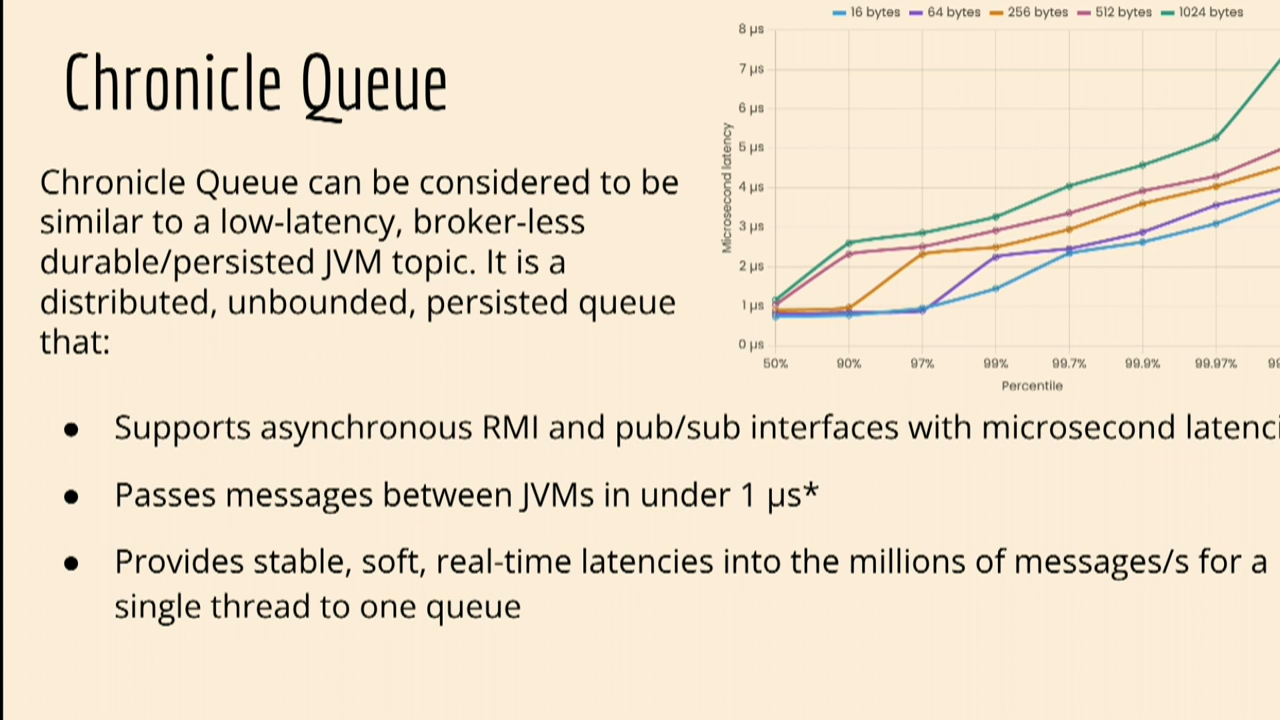 Chronicle Queue
Chronicle Queue can be considered to be
similar to a low-latency, broker-less
durable/persisted JVM topic. It is a
distributed, unbounded, persisted queue
that:
16 bytes 64 bytes 256 bytes 512 bytes 1024 bytes
8 µs
7 µs
6 µs
5 µs
4 µs
3 µs
2 µs
1 µs
0 µs
Microsecond latency
50% 90% 97% 99% 99.7% 99.9% 99.97%
Percentile
● Supports asynchronous RMI and pub/sub interfaces with microsecond
● Passes messages between JVMs in under 1 µs*
● Provides stable, soft, real-time latencies into the millions of messages/s for a
single thread to one queue